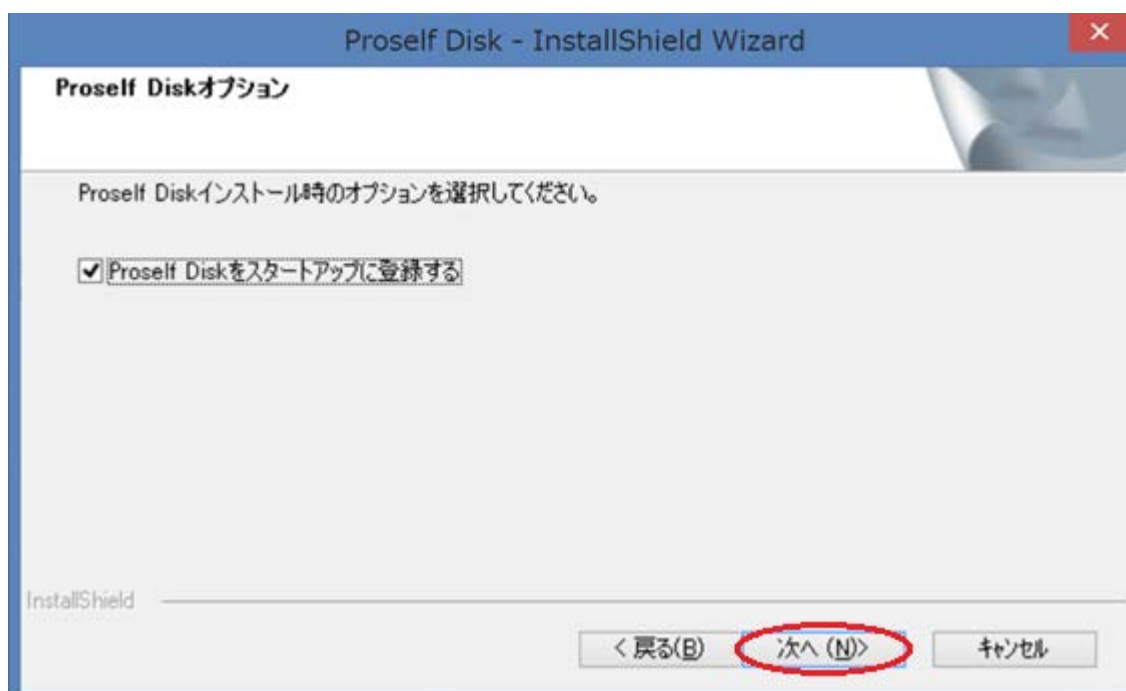 Proself Disk - InstallShield Wizard
Proself Diskオプション
Proself Diskインストール時のオプションを選択してください。
Proself Diskをスタートアップに登録する
InstallShield
< 戻る(B)
次へ (N)>
キャンセル